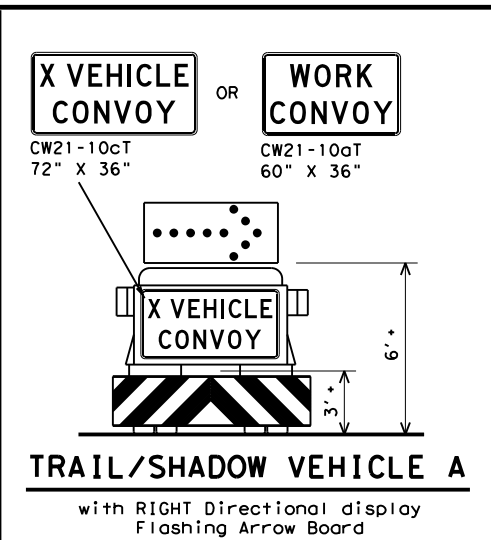 X VEHICLE
CONVOY
OR
WORK
CONVOY
CW21-10cT
72" X 36"
CW21-10aT
60" X 36"
X VEHICLE
CONVOY
6' +
3' +
TRAIL/SHADOW VEHICLE A
with RIGHT Directional display
Flashing Arrow Board